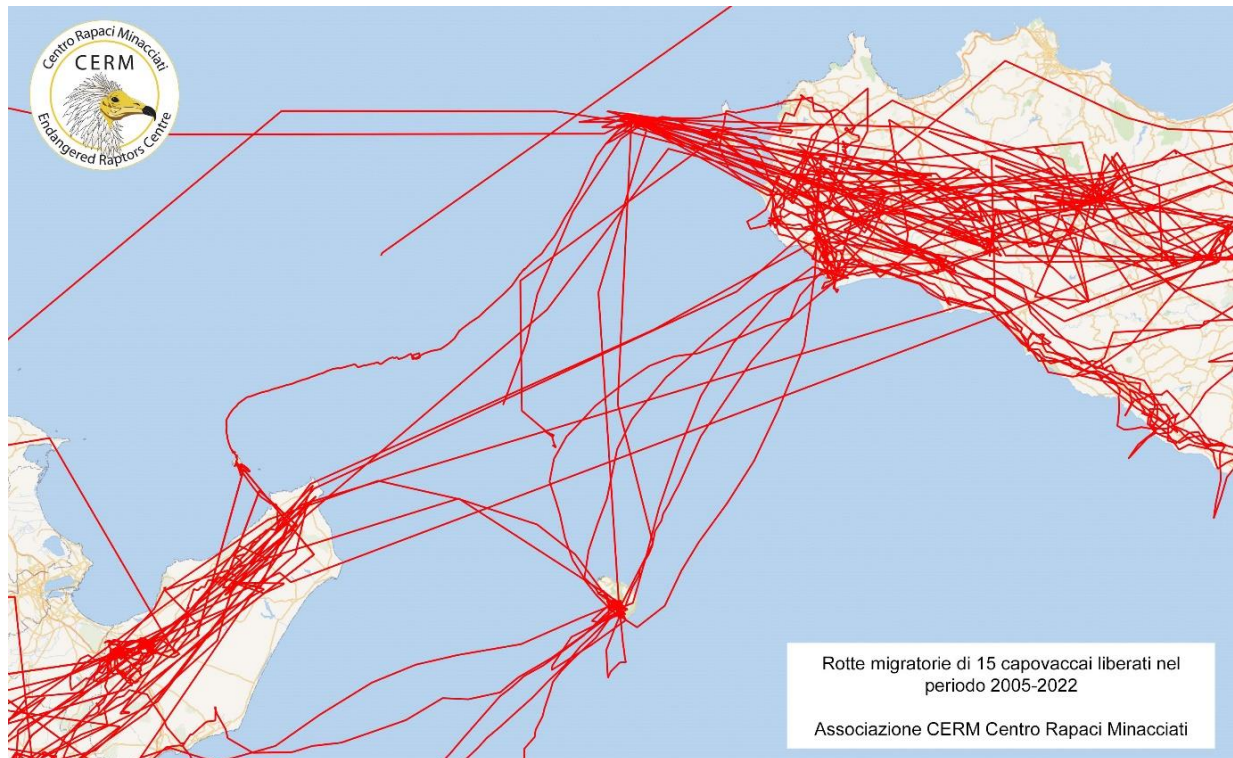 Centro Rapaci Minacciati
CERM
Endangered Raptors Centre
Rotte migratorie di 15 capovaccai liberati nel
periodo 2005-2022
Associazione CERM Centro Rapaci Minacciati